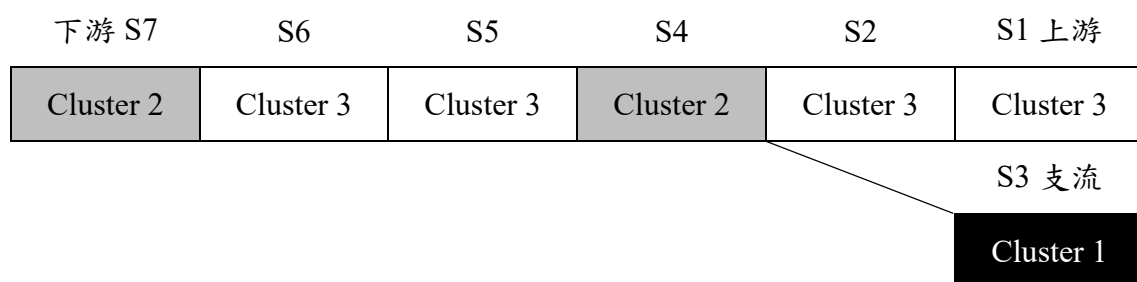 下游 S7 S6 S5 S4 S2 S1 上游
Cluster 2 Cluster 3 Cluster 3 Cluster 2 Cluster 3 Cluster 3
S3 支流
Cluster 1